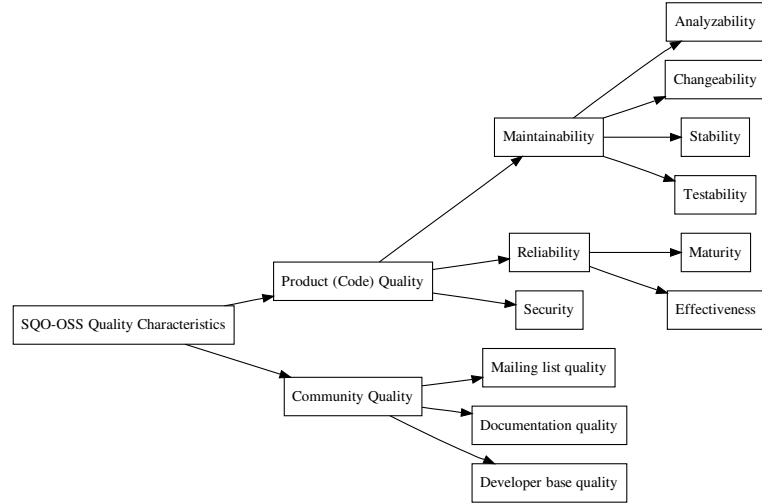 Analyzability
Changeability
Maintainability
Stability
Testability
Reliability
Maturity
Product (Code) Quality
Security
Effectiveness
SQO-OSS Quality Characteristics
Mailing list quality
Community Quality
Documentation quality
Developer base quality